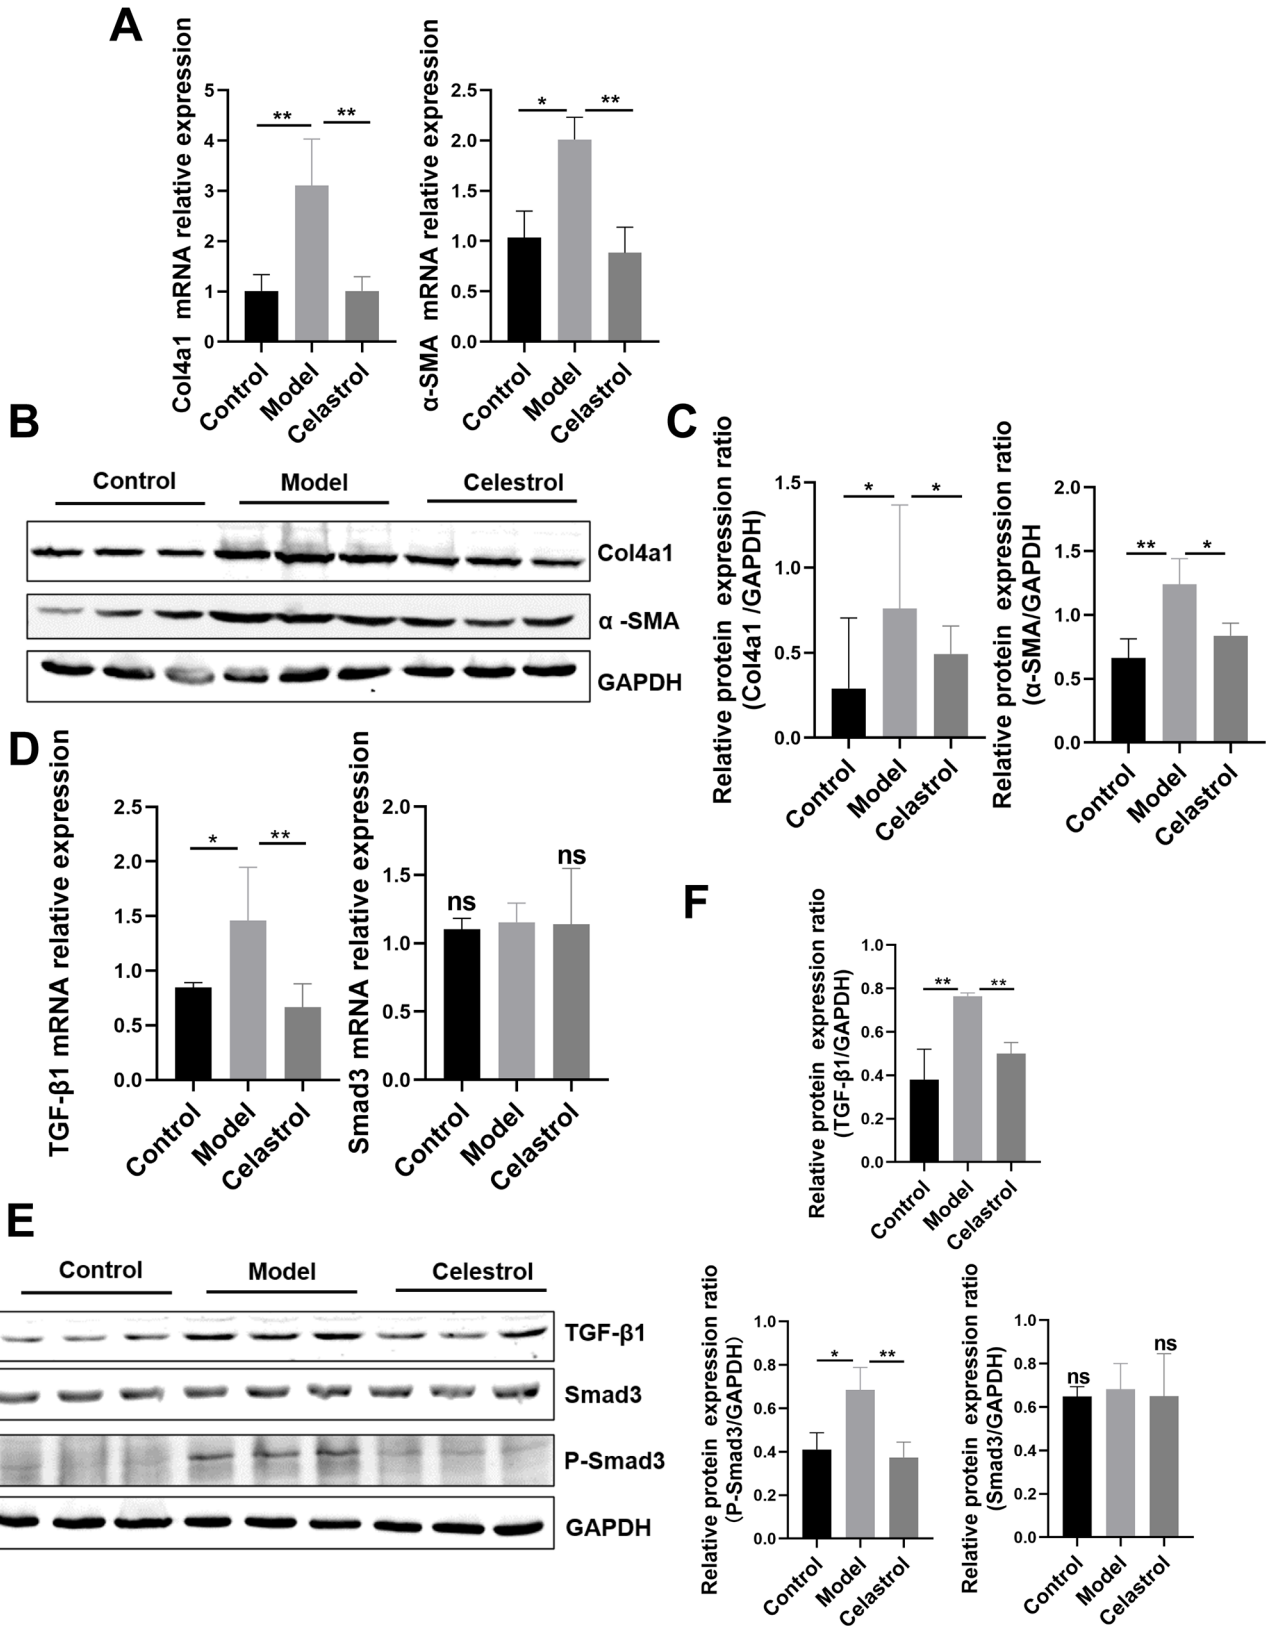 A
Col4a1 mRNA relative expression
5
4
3
2
1
0
** **
Control
Model
Celastrol
α-SMA mRNA relative expression
2.5
2.0
1.5
1.0
0.5
0.0
* **
Control
Model
Celastrol
B
Control Model Celestrol
Col4a1
α -SMA
GAPDH
C
Relative protein expression ratio
(Col4a1 /GAPDH)
1.5
1.0
0.5
0.0
* *
Control
Model
Celastrol
Relative protein expression ratio
(α-SMA/GAPDH
2.0
1.5
1.0
0.5
0.0
** *
Control
Model
Celastrol
D
TGF-β1 mRNA relative expression
2.5
2.0
1.5
1.0
0.5
0.0
* **
Control
Model
Celastrol
Smad3 mRNA relative expression
2.0
1.5
1.0
0.5
0.0
ns
ns
Control
Model
Celastrol
E
Control Model Celestrol
TGF-β1
Smad3
P-Smad3
GAPDH
F
Relative protein expression ratio
(TGF-β1/GAPDH)
1.0
0.8
0.6
0.4
0.2
0.0
** **
Control
Model
Celastrol
Relative protein expression ratio
(P-Smad3/GAPDH)
1.0
0.8
0.6
0.4
0.2
0.0
* **
Control
Model
Celastrol
Relative protein expression ratio
(Smad3/GAPDH)
1.0
0.8
0.6
0.4
0.2
0.0
ns
ns
Control
Model
Celastrol